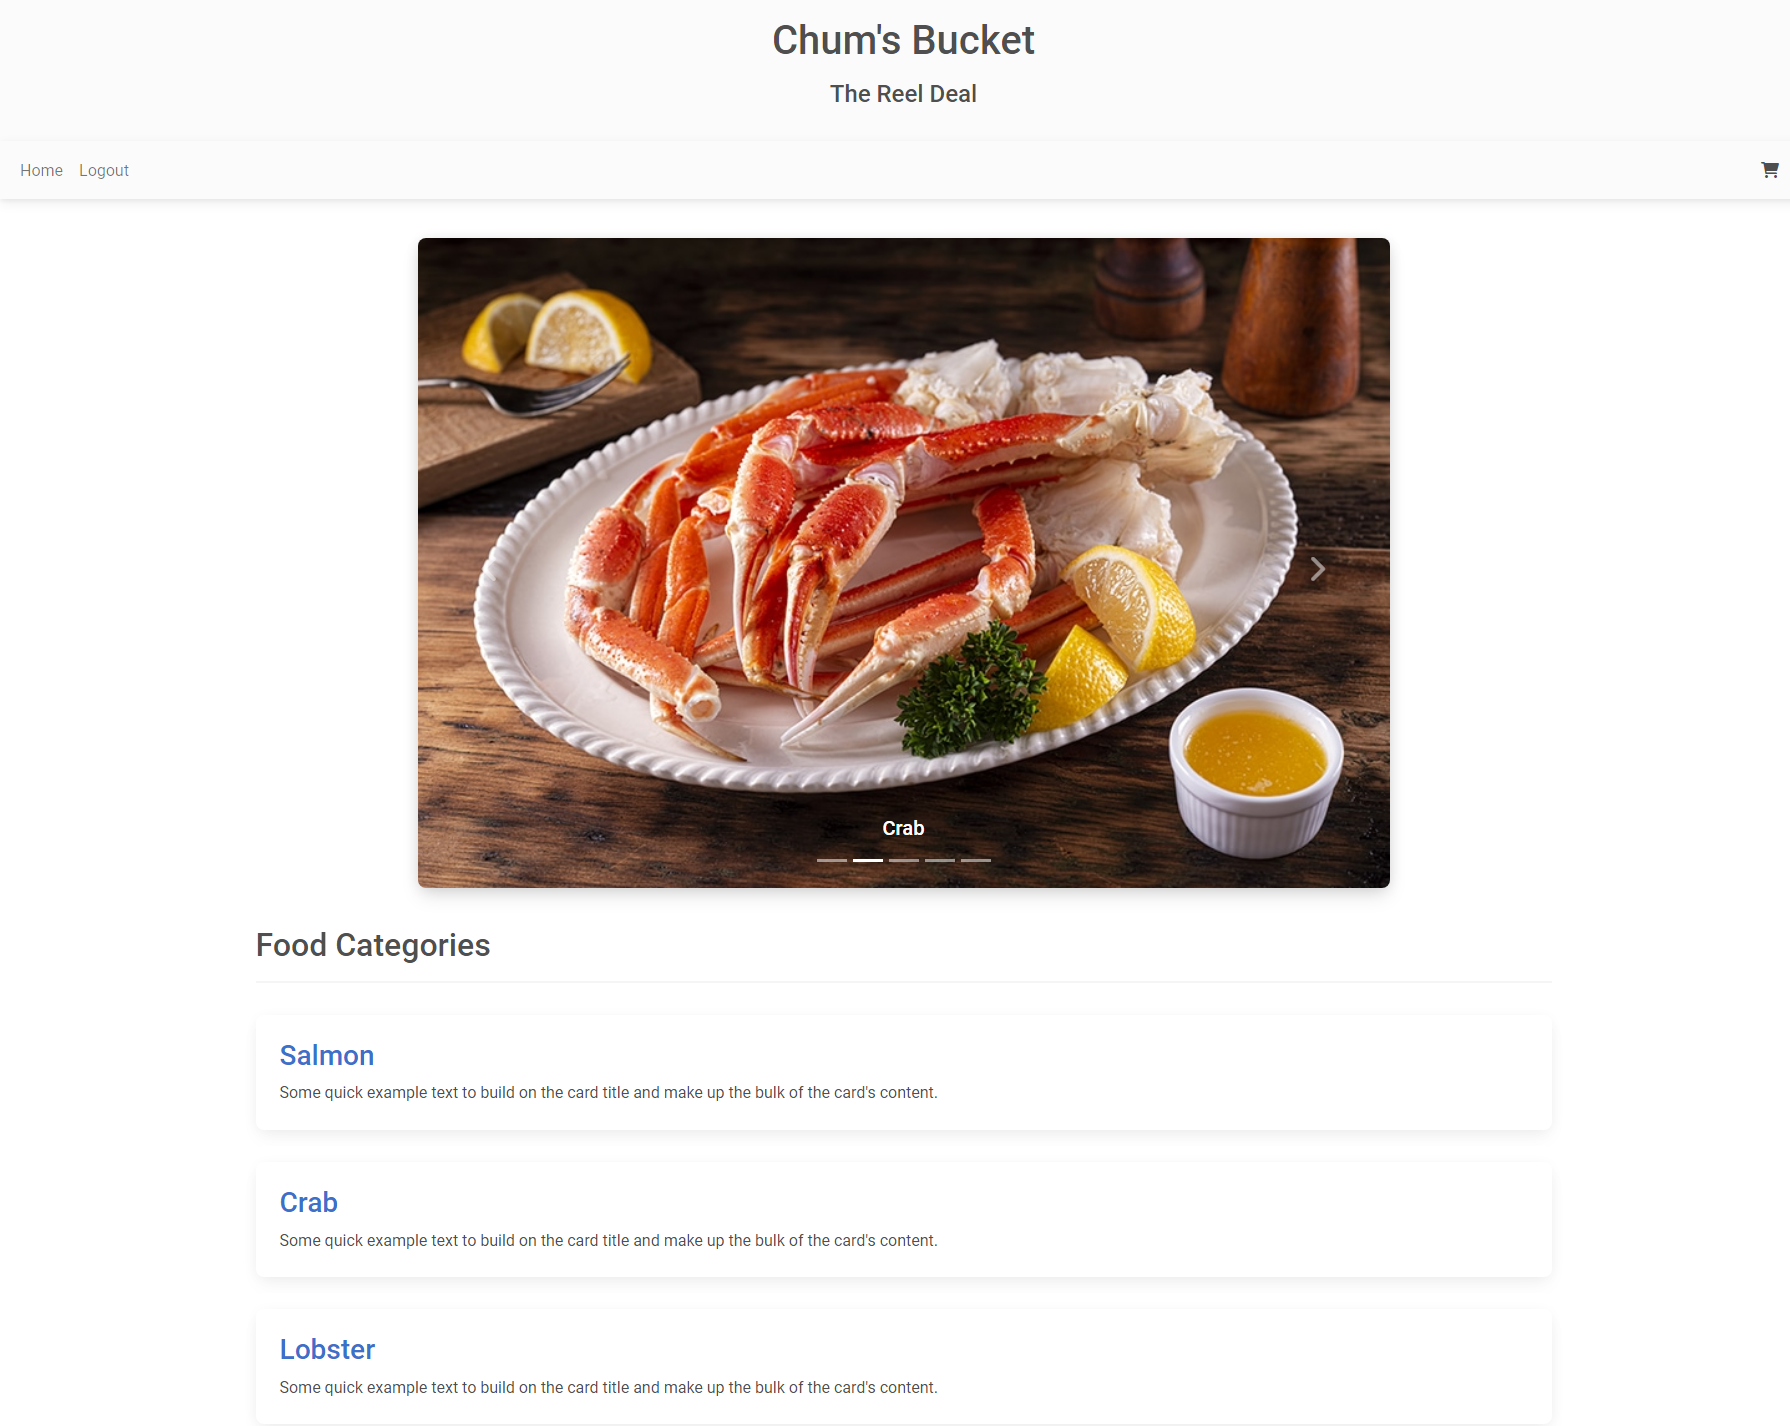 Chum's Bucket
The Reel Deal
Home Logout
Crab
Food Categories
Salmon
Some quick example text to build on the card title and make up the bulk of the card's content.
Crab
Some quick example text to build on the card title and make up the bulk of the card's content.
Lobster
Some quick example text to build on the card title and make up the bulk of the card's content.